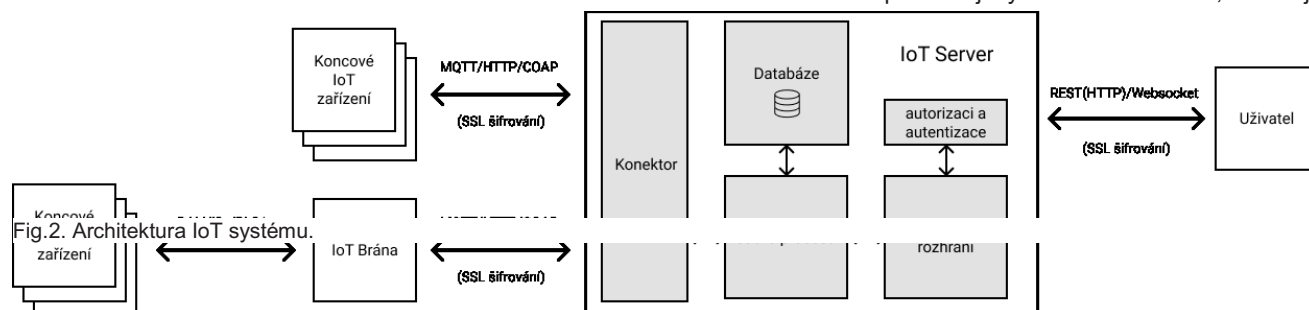 IoT Server
Koncové
IoT
zařízení
MQTT/HTTP/COAP
(SSL šifrování)
Databáze
autorizaci a
autentizace
REST(HTTP)/Websocket
(SSL šifrování)
Uživatel
Konektor
Koncové
zařízení
Fig.2. Architektura IoT systému.
IoT Brána
(SSL šifrování)
rozhraní